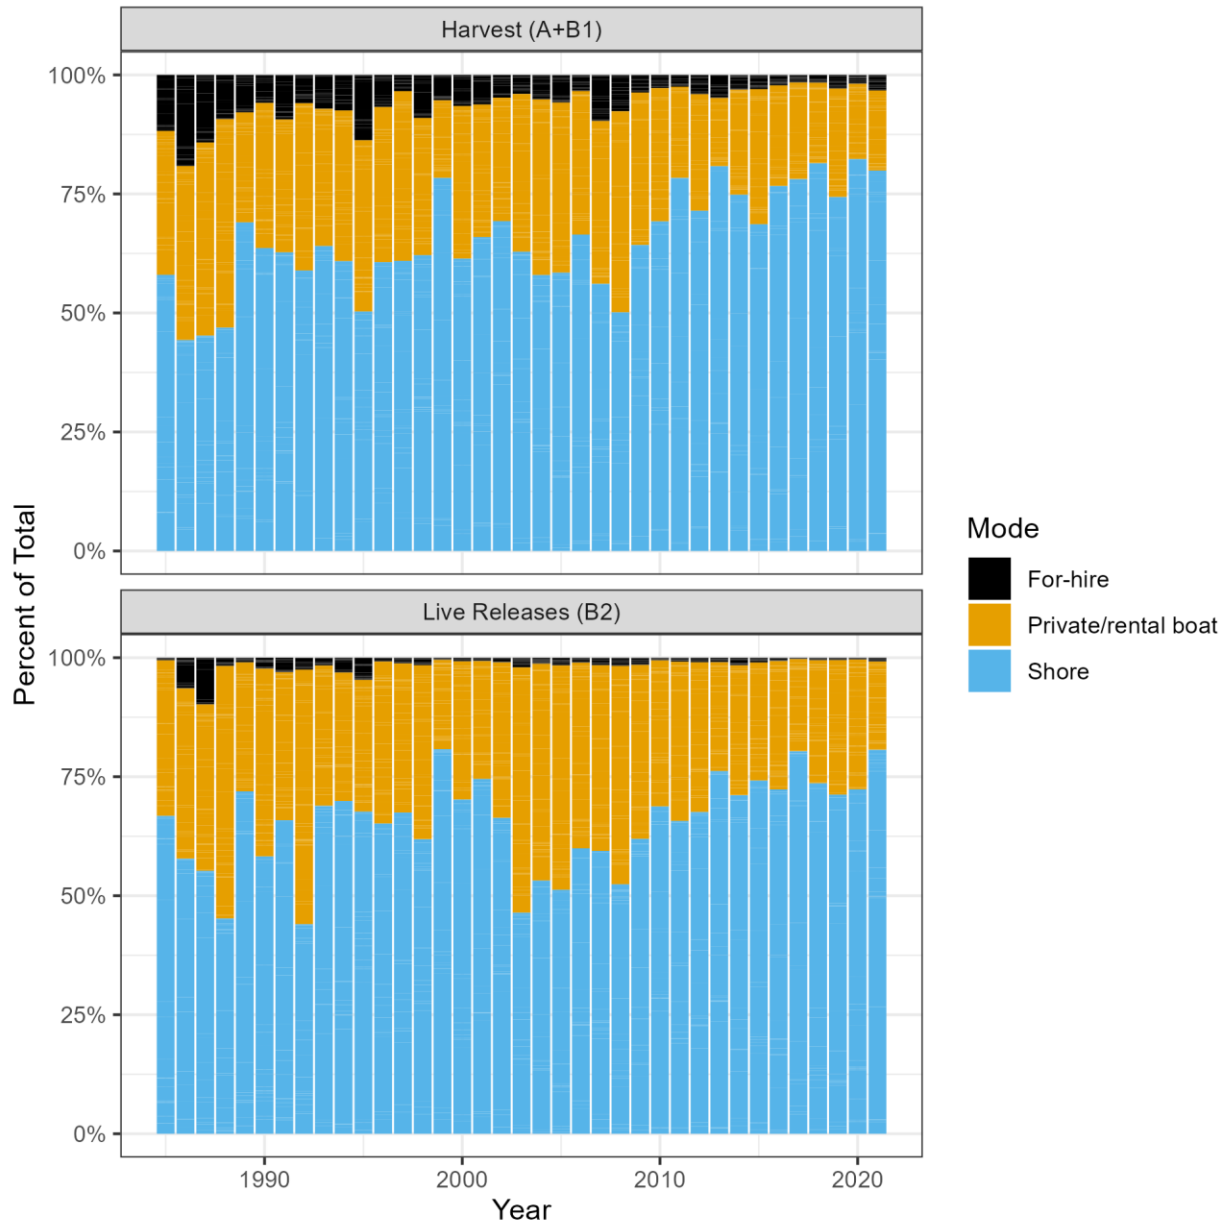 Harvest (A+B1)
100%
75%
50%
25%
0%
Live Releases (B2)
100%
75%
50%
25%
0%
1990 2000 2010 2020
Year
Percent of Total
Mode
For-hire
Private/rental boat
Shore